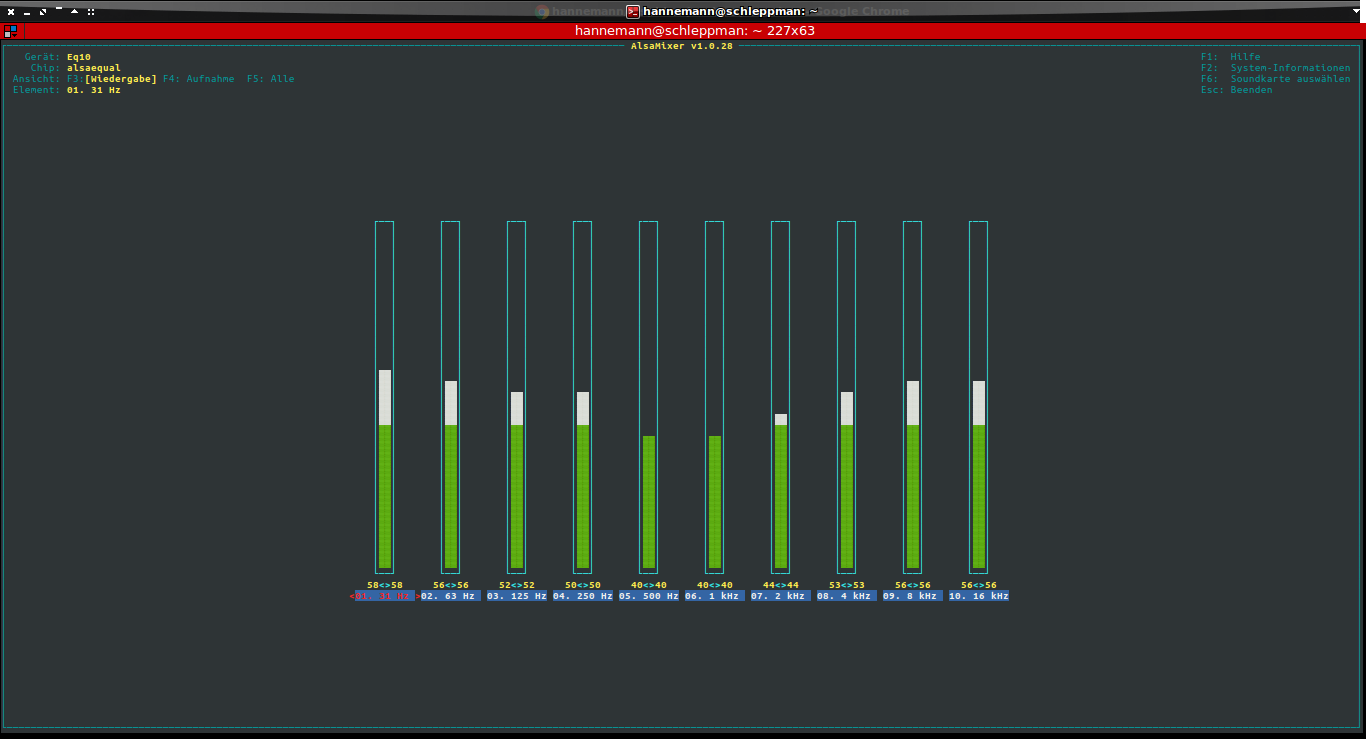 hannemann@schleppman: ~
hannemann@schleppman: ~ 227x63
AlsaMixer v1.0.28
Gerät: Eq10
F1: Hilfe
Chip: alsaequal
F2: System-Informationen
Ansicht: F3:[Wiedergabe] F4: Aufnahme F5: Alle
F6: Soundkarte auswählen
Element: 01. 31 Hz
Esc: Beenden
58<>58 56<>56 52<>52 50<>50 40<>40 40<>40 44<>44 53<>53 56<>56 56<>56
<01. 31 Hz >02. 63 Hz 03. 125 Hz 04. 250 Hz 05. 500 Hz 06. 1 kHz 07. 2 kHz 08. 4 kHz 09. 8 kHz 10. 16 kHz